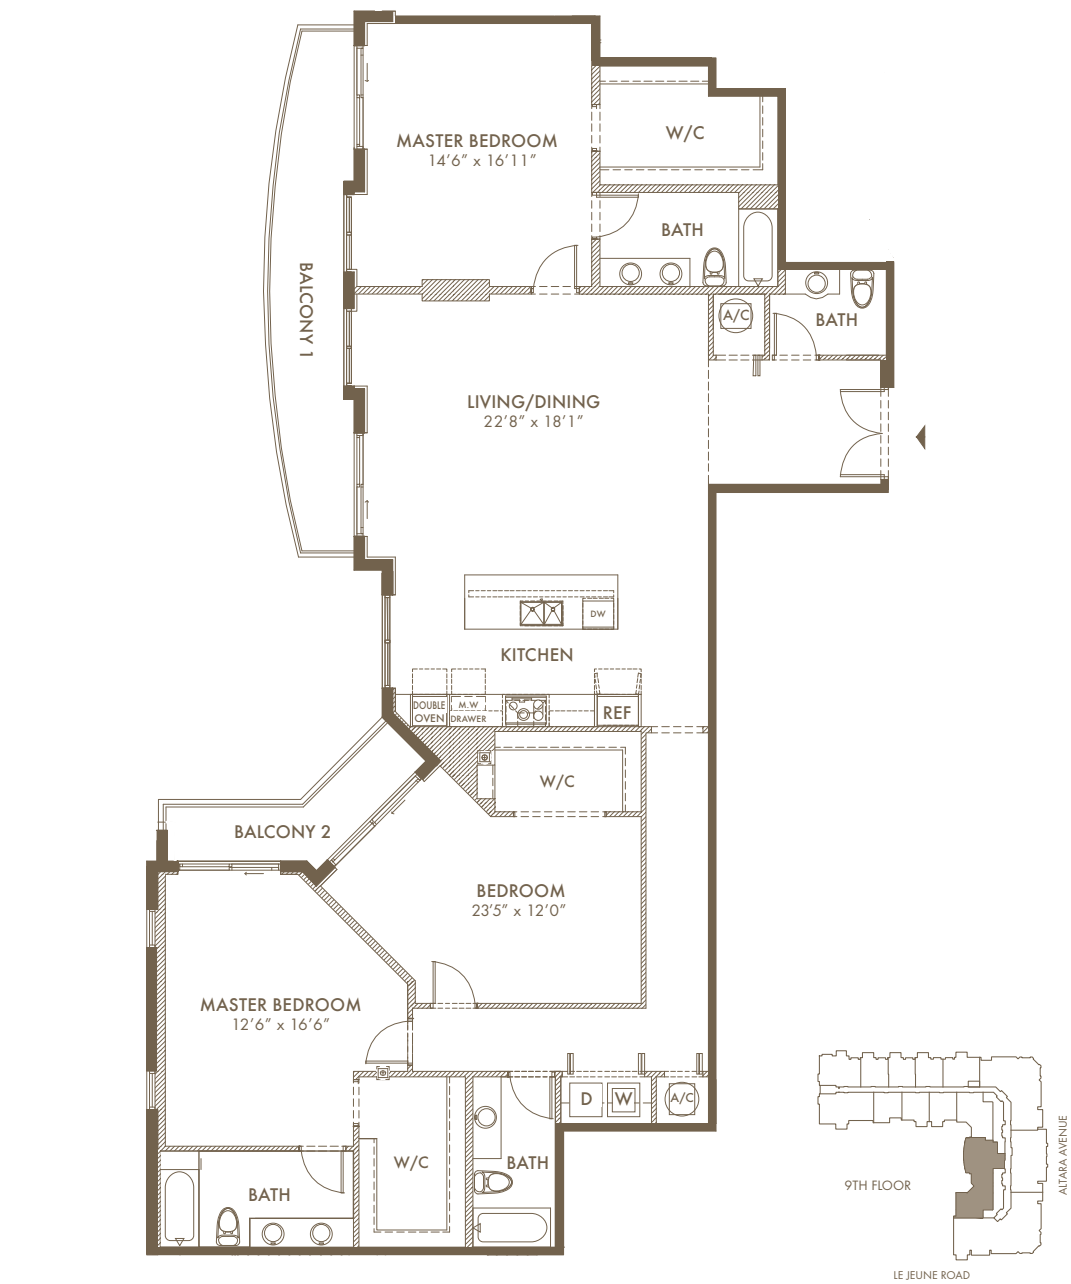 MASTER BEDROOM
14'6" x 16'11"
W/C
BATH
BALCONY 1
A/C
BATH
LIVING/DINING
22'8" x 18'1"
DW
KITCHEN
DOUBLE
OVEN
M.W
DRAWER
REF
W/C
BALCONY 2
BEDROOM
23'5" x 12'0"
MASTER BEDROOM
12'6" x 16'6"
D
W
A/C
W/C
BATH
BATH
9TH FLOOR
ALTARA AVENUE
LE JEUNE ROAD